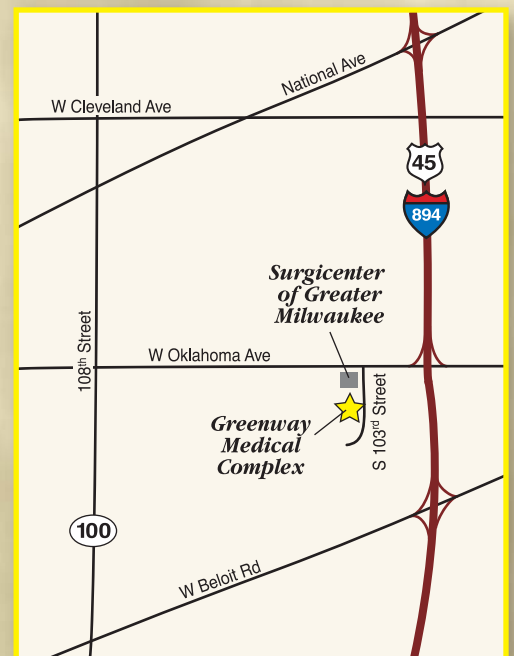 National Ave
W Cleveland Ave
45
894
Surgicenter
of Greater
Milwaukee
108th Street
W Oklahoma Ave
S 103rd Street
Greenway
Medical
Complex
100
W Beloit Rd